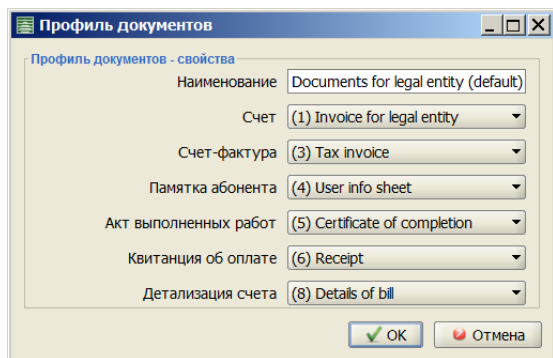 Профиль документов
Профиль документов - свойства
Наименование Documents for legal entity (default)
Счет (1) Invoice for legal entity
Счет-фактура (3) Tax invoice
Памятка абонента (4) User info sheet
Акт выполненных работ (5) Certificate of completion
Квитанция об оплате (6) Receipt
Детализация счета (8) Details of bill
OK Отмена